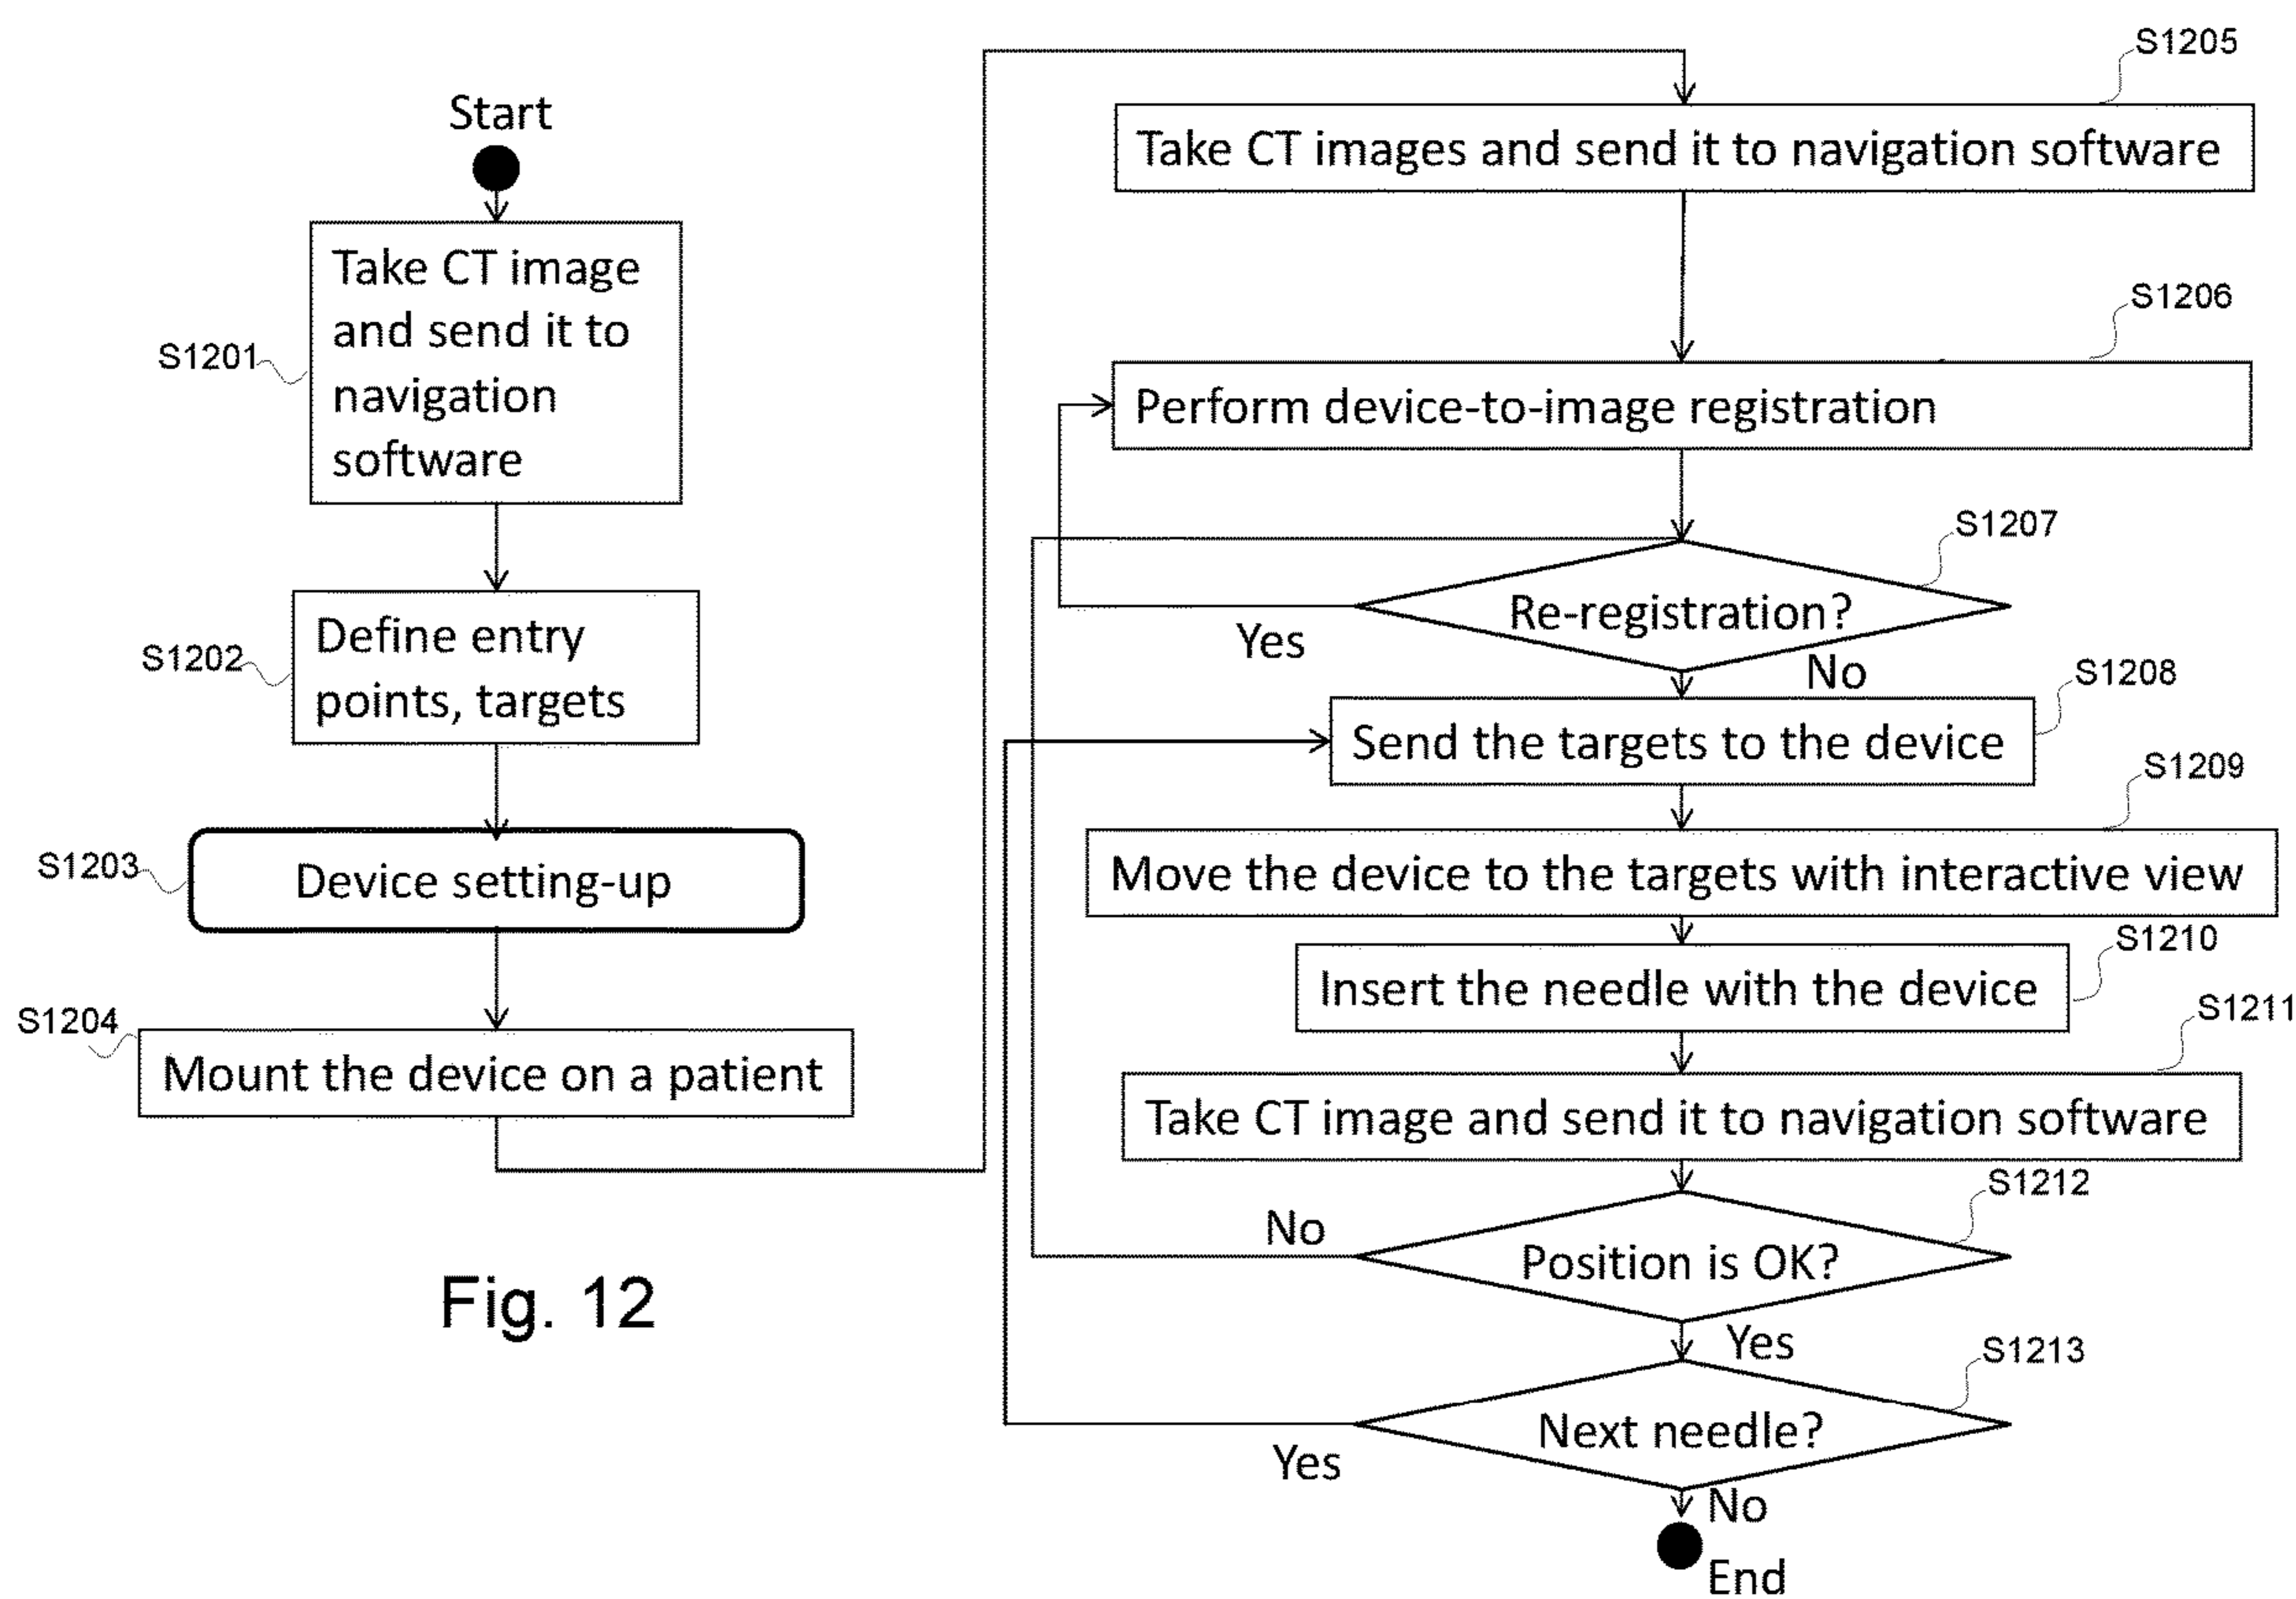 Start
S1201
Take CT image
and send it to
navigation
software
S1202
Define entry
points, targets
S1203
Device setting-up
S1204
Mount the device on a patient
Fig. 12
S1205
Take CT images and send it to navigation software
S1206
Perform device-to-image registration
S1207
Re-registration?
Yes
No
S1208
Send the targets to the device
S1209
Move the device to the targets with interactive view
S1210
Insert the needle with the device
S1211
Take CT image and send it to navigation software
S1212
No
Position is OK?
Yes
S1213
Next needle?
Yes
No
End